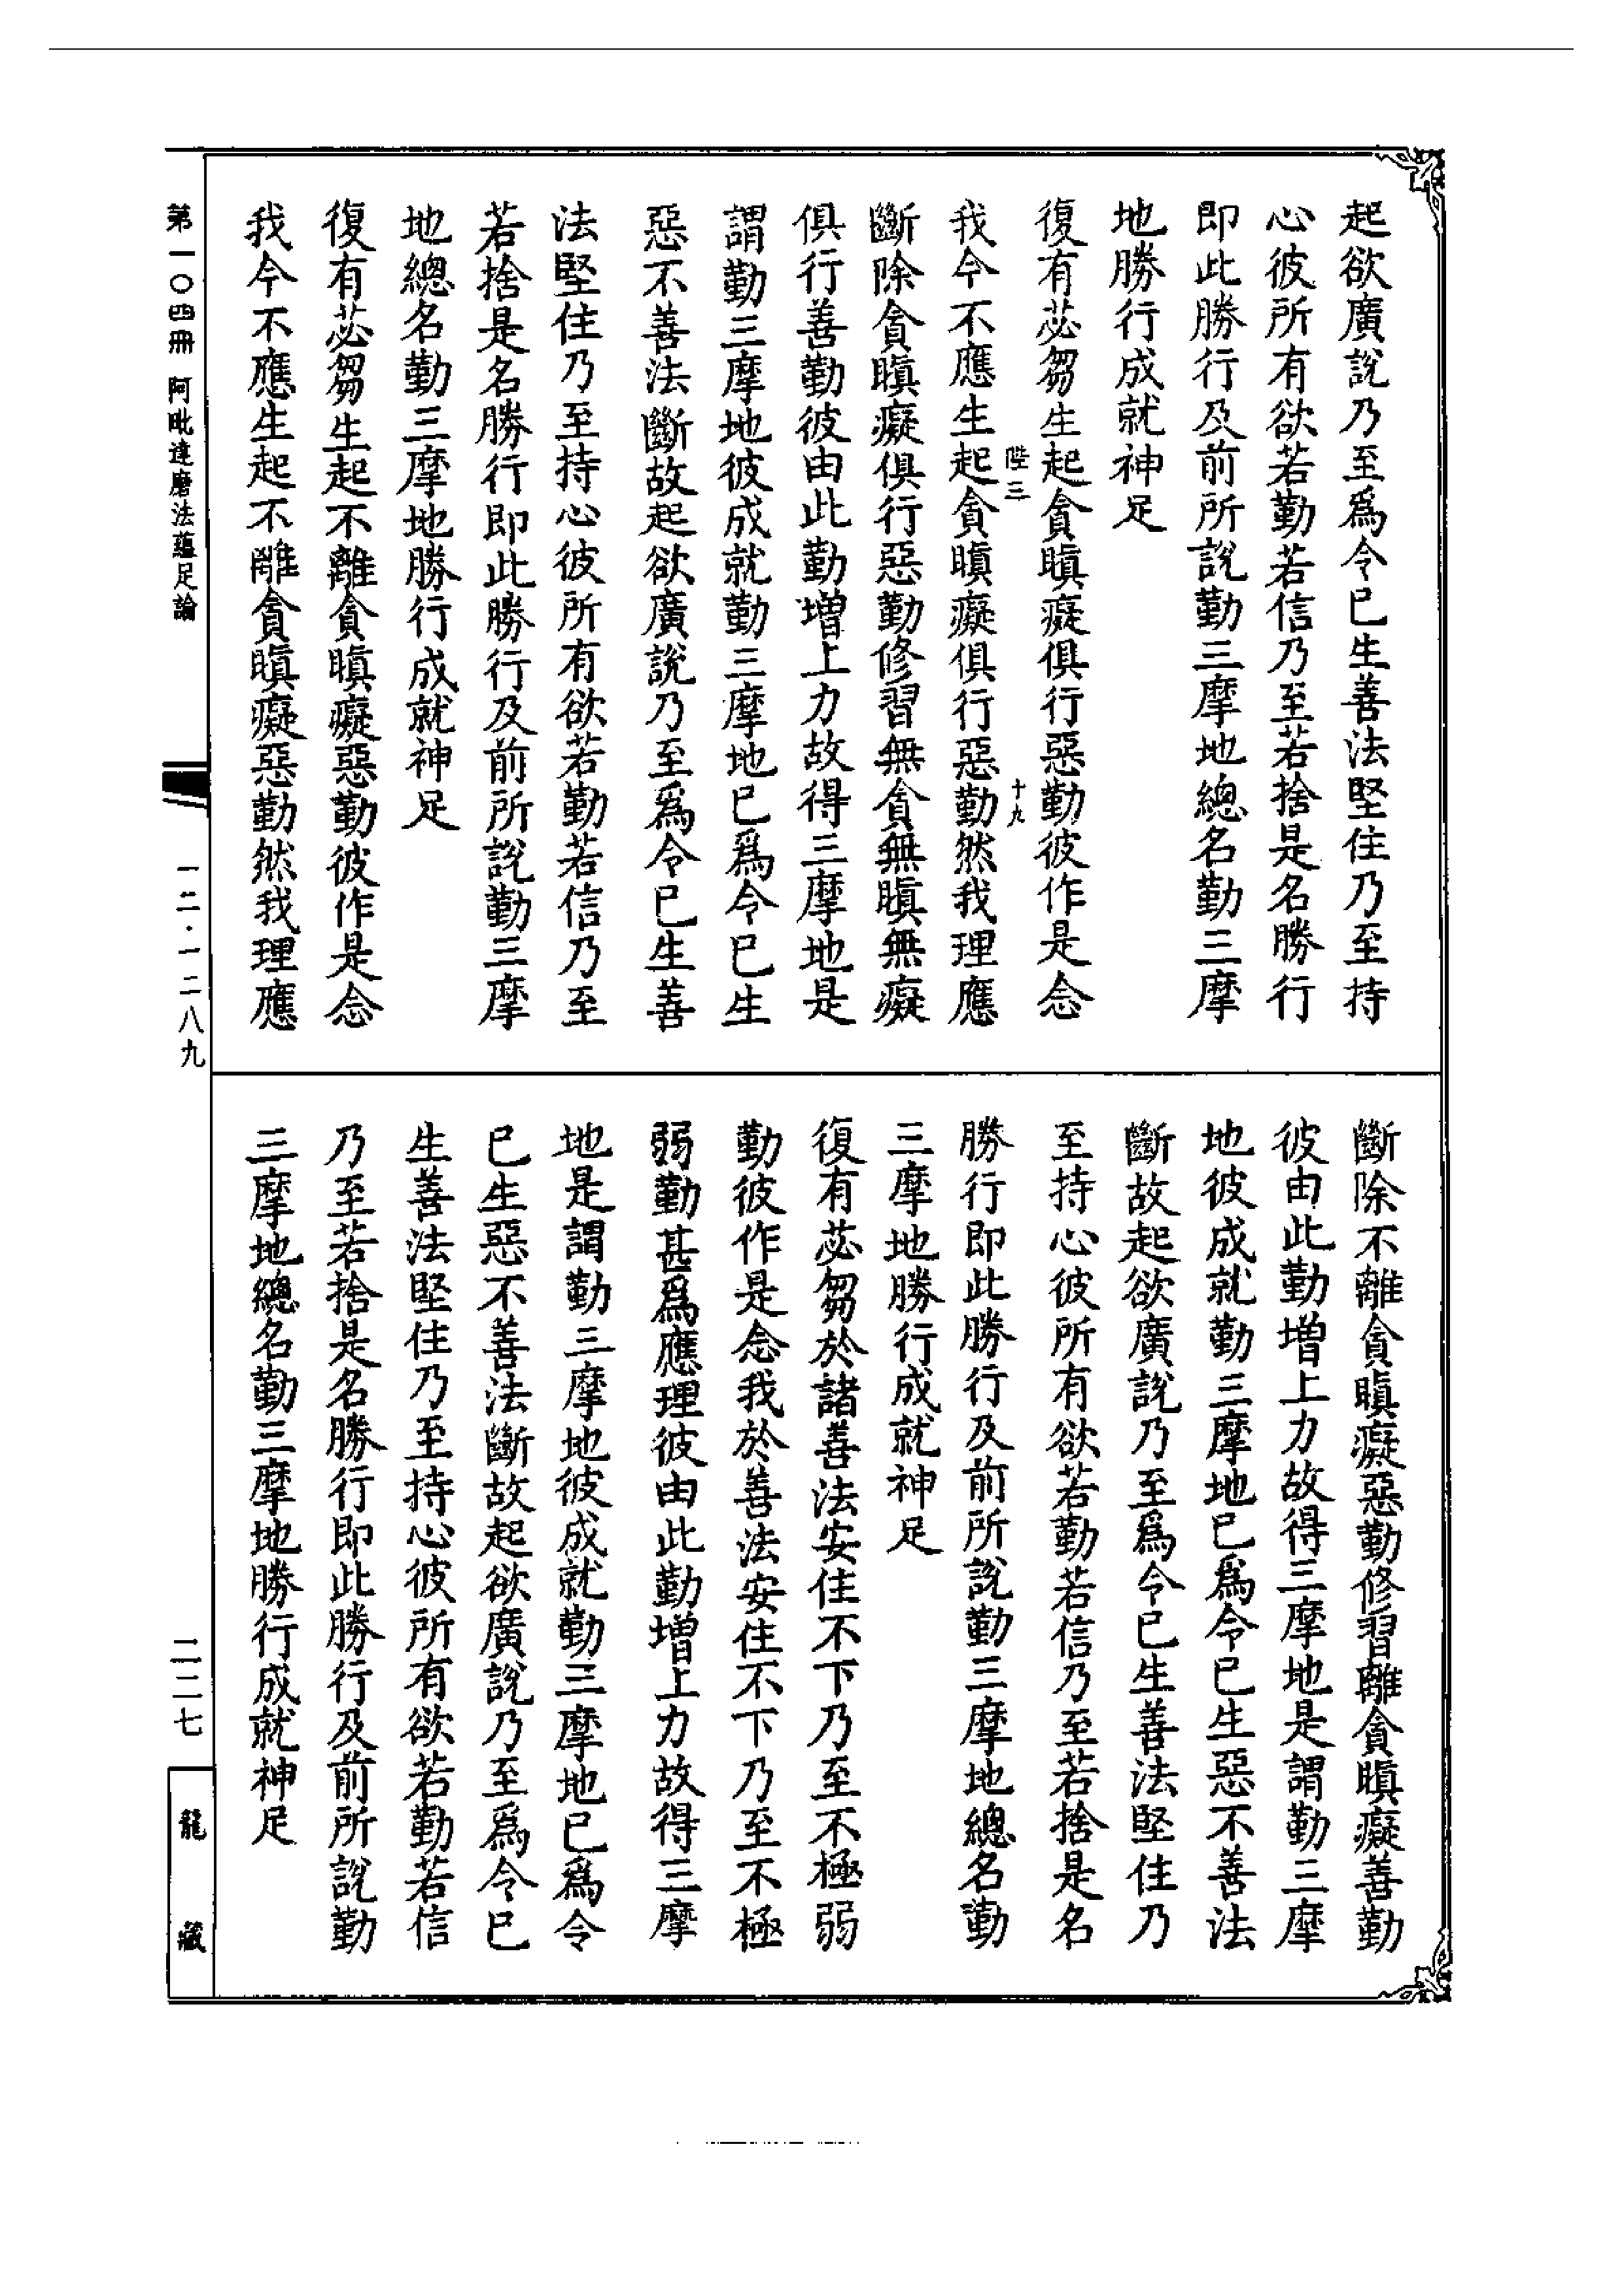 起欲廣說乃至爲令已生善法堅住乃至持
心彼所有欲若勤若信乃至若捨是名勝行
即此勝行及前所說勤三摩地總名勤三摩
地勝行成就神足
復有苾芻生起貪瞋癡俱行惡勤彼作是念
陛三 十九
我今不應生起貪瞋癡俱行惡勤然我理應
斷除貪瞋癡俱行惡勤修習無貪無瞋無癡
俱行善勤彼由此勤增上力故得三摩地是
謂勤三摩地彼成就勤三摩地已爲令已生
惡不善法斷故起欲廣說乃至爲令已生善
法堅住乃至持心彼所有欲若勤若信乃至
若捨是名勝行即此勝行及前所說勤三摩
地總名勤三摩地勝行成就神足
復有苾芻生起不離貪瞋癡惡勤彼作是念
我今不應生起不離貪瞋癡惡勤然我理應
斷除不離貪瞋癡惡勤修習離貪瞋癡善勤
彼由此勤增上力故得三摩地是謂勤三摩
地彼成就勤三摩地已爲令已生惡不善法
斷故起欲廣說乃至爲令已生善法堅住乃
至持心彼所有欲若勤若信乃至若捨是名
勝行即此勝行及前所說勤三摩地總名勤
三摩地勝行成就神足
復有苾芻於諸善法安住不下乃至不極弱
勤彼作是念我於善法安住不下乃至不極
弱勤甚爲應理彼由此勤增上力故得三摩
地是謂勤三摩地彼成就勤三摩地已爲令
已生惡不善法斷故起欲廣說乃至爲令已
生善法堅住乃至持心彼所有欲若勤若信
乃至若捨是名勝行即此勝行及前所說勤
三摩地總名勤三摩地勝行成就神足
第一〇四冊 阿毗達磨法蘊足論
一二·一二八九
二二七
龍藏